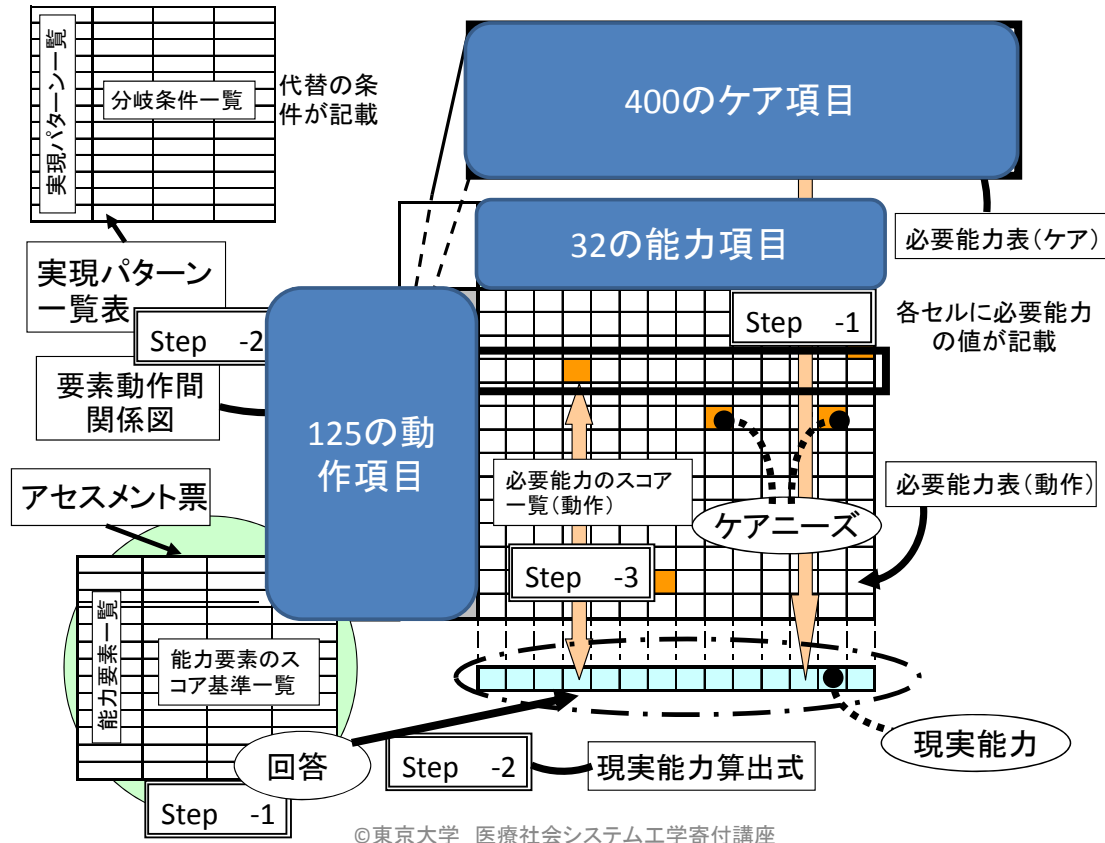 実現パターン一覧
分岐条件一覧
代替の条
件が記載
400のケア項目
32の能力項目
必要能力表(ケア)
実現パターン
一覧表
Step -2
Step -1
各セルに必要能力
の値が記載
要素動作間
関係図
125の動
作項目
必要能力のスコア
一覧(動作)
必要能力表(動作)
アセスメント票
ケアニーズ
Step -3
能力要素一覧
能力要素のス
コア基準一覧
回答
Step -2
現実能力算出式
現実能力
Step -1
©東京大学 医療社会システム工学寄付講座